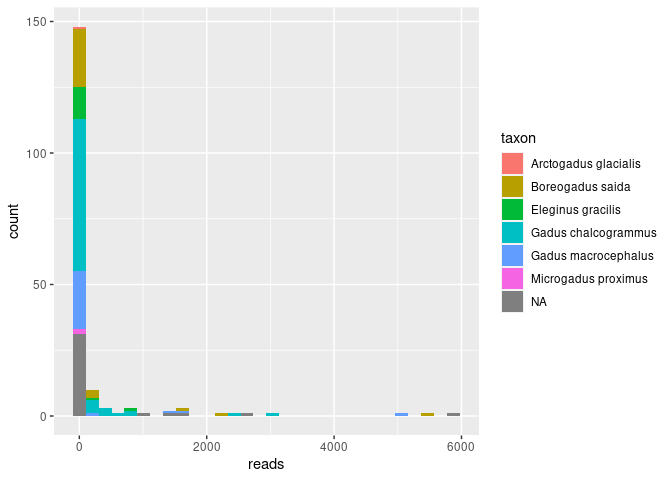 150
100
50
0
count
0
2000
4000
6000
reads
taxon
Arctogadus glacialis
Boreogadus saida
Eleginus gracilis
Gadus chalcogrammus
Gadus macrocephalus
Microgadus proximus
NA